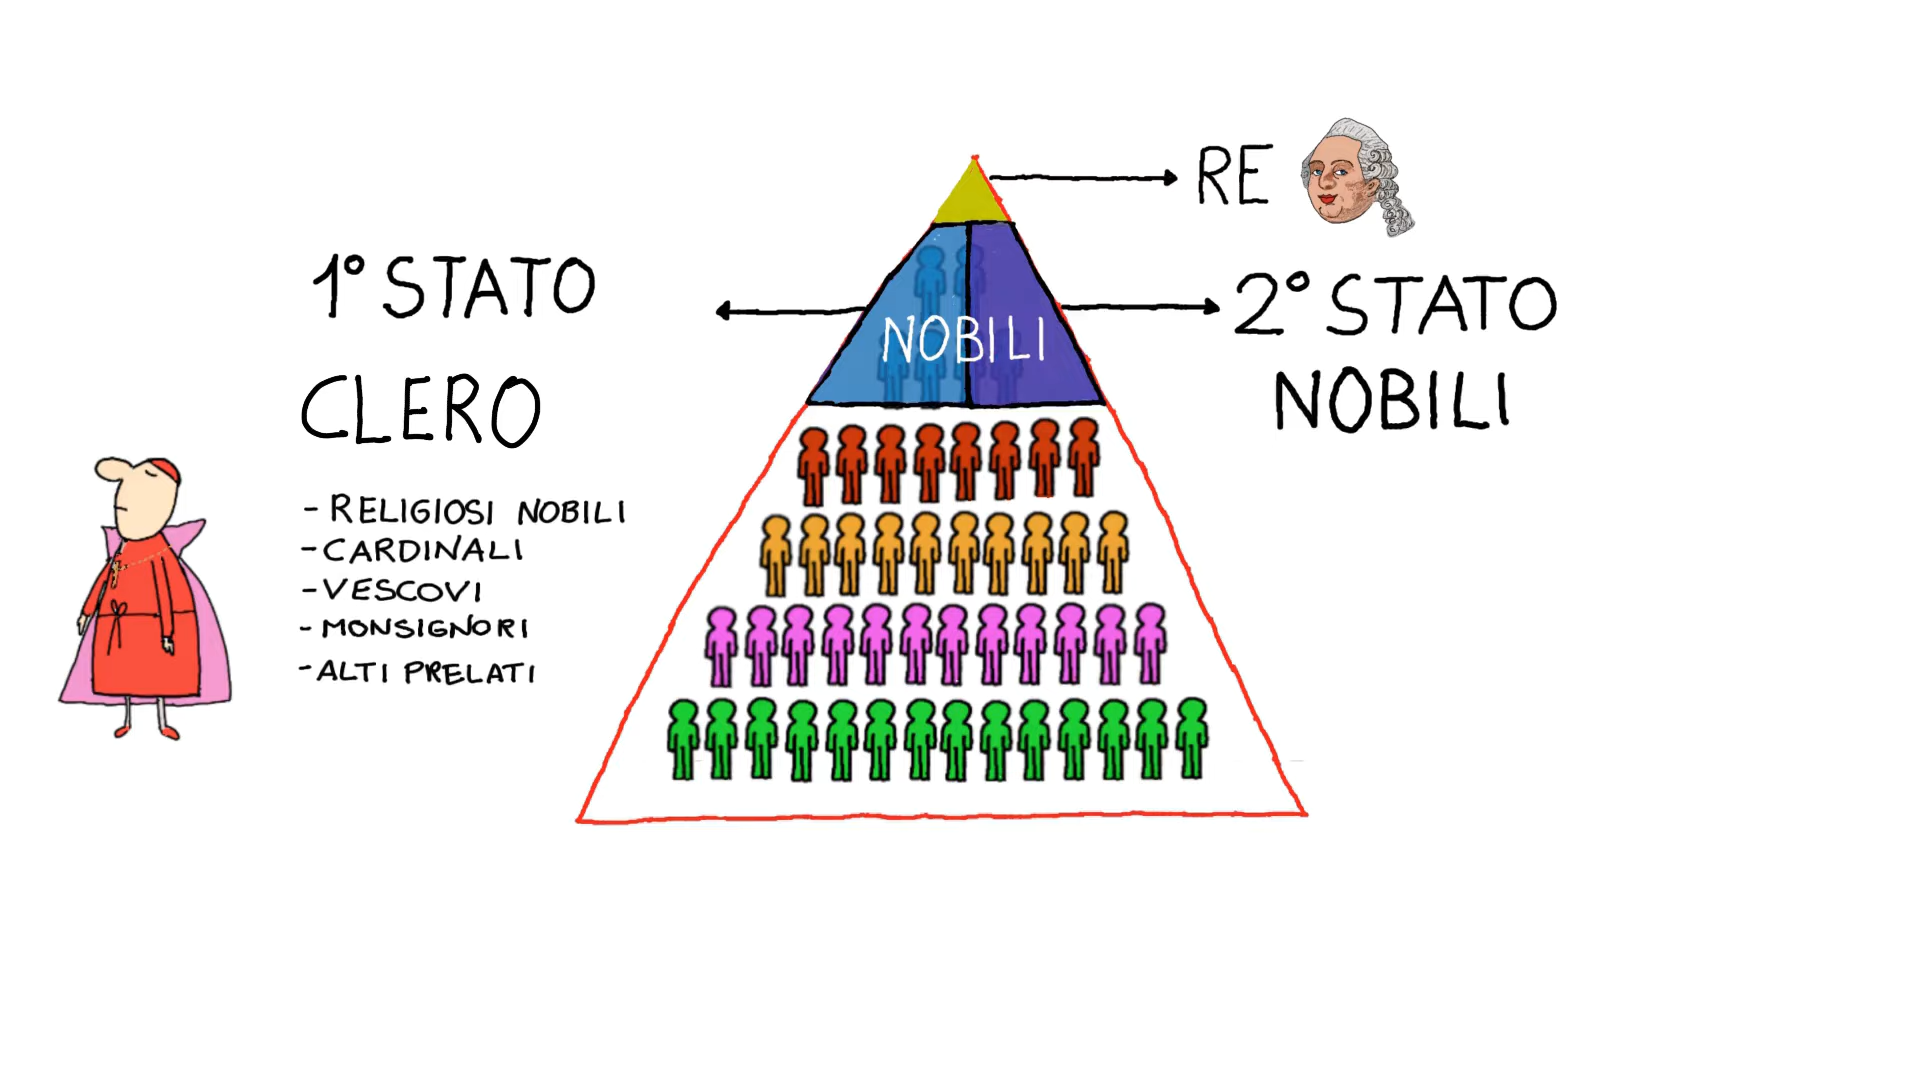 RE
1° STATO
CLERO
- RELIGIOSI NOBILI
- CARDINALI
- VESCOVI
- MONSIGNORI
- ALTI PRELATI
NOBILI
2° STATO
NOBILI